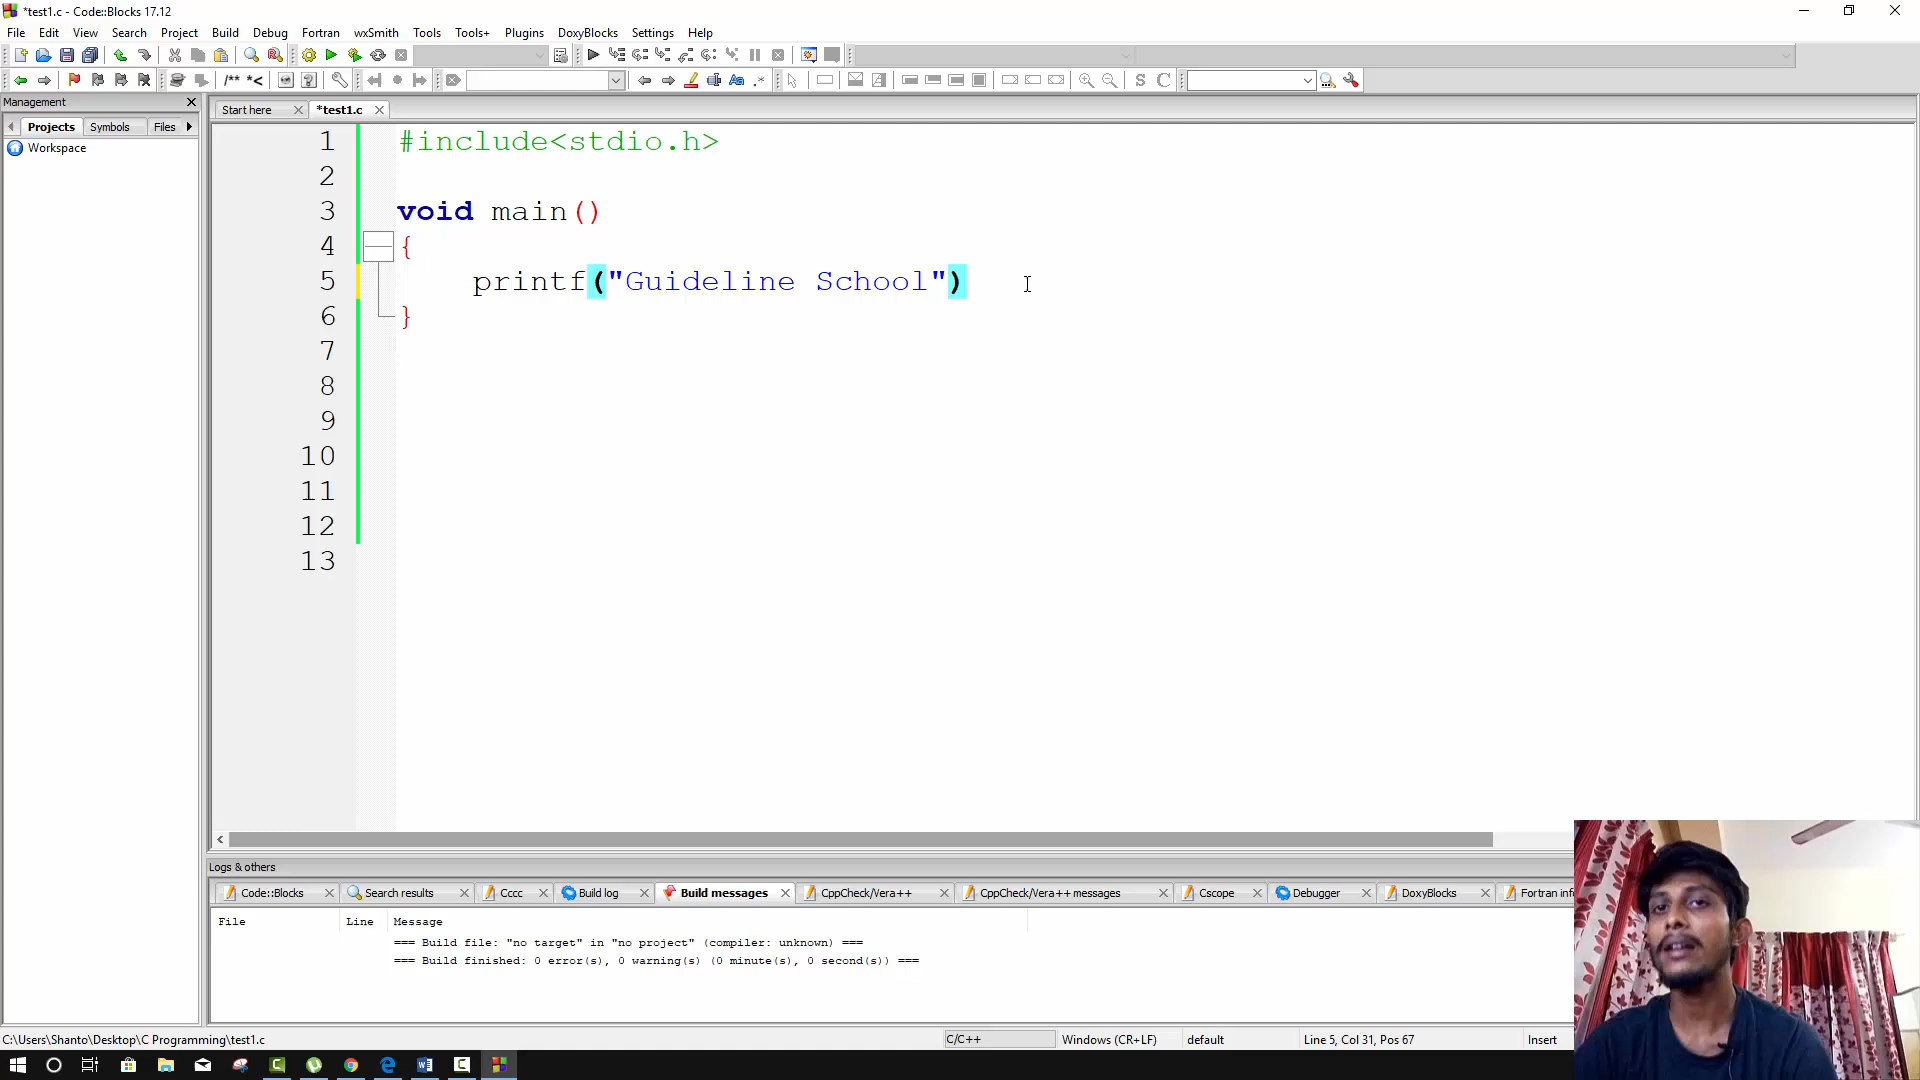 *test1.c - Code::Blocks 17.12
File Edit View Search Project Build Debug Fortran wxSmith Tools Tools+ Plugins DoxyBlocks Settings Help
/** *< S C
Management
Start here *test1.c
Projects Symbols Files
Workspace
1 #include<stdio.h>
2
3 void main()
4 {
5 printf("Guideline School")
6 }
7
8
9
10
11
12
13
Logs & others
Code::Blocks Search results Cccc Build log Build messages CppCheck/Vera++ CppCheck/Vera++ messages Cscope Debugger DoxyBlocks Fortran inf
File Line Message
=== Build file: "no target" in "no project" (compiler: unknown) ===
=== Build finished: 0 error(s), 0 warning(s) (0 minute(s), 0 second(s)) ===
C:\Users\Shanto\Desktop\C Programming\test1.c C/C++ Windows (CR+LF) default Line 5, Col 31, Pos 67 Insert